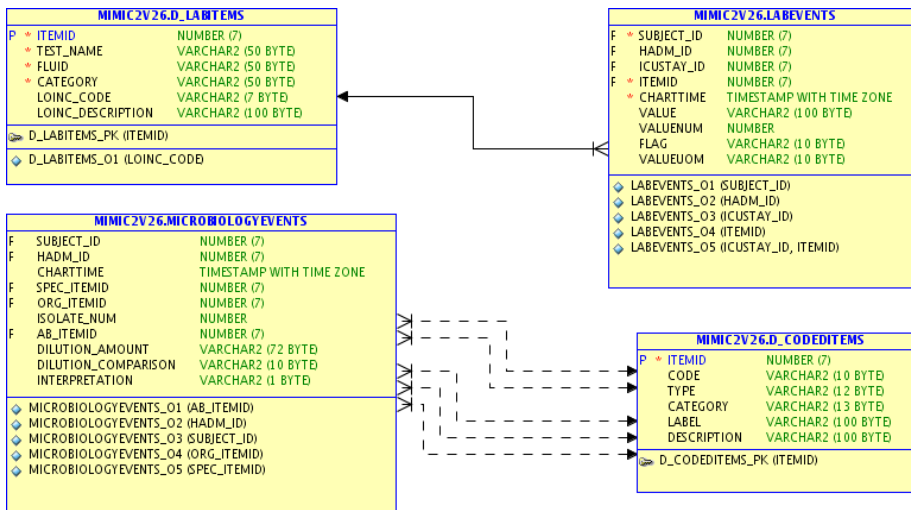 MIMIC2V26.D_LABITEMS
P * ITEMID NUMBER (7)
* TEST_NAME VARCHAR2 (50 BYTE)
* FLUID VARCHAR2 (50 BYTE)
* CATEGORY VARCHAR2 (50 BYTE)
LOINC_CODE VARCHAR2 (7 BYTE)
LOINC_DESCRIPTION VARCHAR2 (100 BYTE)
D_LABITEMS_PK (ITEMID)
D_LABITEMS_O1 (LOINC_CODE)
MIMIC2V26.LABEVENTS
F * SUBJECT_ID NUMBER (7)
F HADM_ID NUMBER (7)
F ICUSTAY_ID NUMBER (7)
F * ITEMID NUMBER (7)
* CHARTTIME TIMESTAMP WITH TIME ZONE
VALUE VARCHAR2 (100 BYTE)
VALUENUM NUMBER
FLAG VARCHAR2 (10 BYTE)
VALUEUOM VARCHAR2 (10 BYTE)
LABEVENTS_O1 (SUBJECT_ID)
LABEVENTS_O2 (HADM_ID)
LABEVENTS_O3 (ICUSTAY_ID)
LABEVENTS_O4 (ITEMID)
LABEVENTS_O5 (ICUSTAY_ID, ITEMID)
MIMIC2V26.MICROBIOLOGYEVENTS
F SUBJECT_ID NUMBER (7)
F HADM_ID NUMBER (7)
CHARTTIME TIMESTAMP WITH TIME ZONE
F SPEC_ITEMID NUMBER (7)
F ORG_ITEMID NUMBER (7)
ISOLATE_NUM NUMBER
F AB_ITEMID NUMBER (7)
DILUTION_AMOUNT VARCHAR2 (72 BYTE)
DILUTION_COMPARISON VARCHAR2 (10 BYTE)
INTERPRETATION VARCHAR2 (1 BYTE)
MICROBIOLOGYEVENTS_O1 (AB_ITEMID)
MICROBIOLOGYEVENTS_O2 (HADM_ID)
MICROBIOLOGYEVENTS_O3 (SUBJECT_ID)
MICROBIOLOGYEVENTS_O4 (ORG_ITEMID)
MICROBIOLOGYEVENTS_O5 (SPEC_ITEMID)
MIMIC2V26.D_CODEDITEMS
P * ITEMID NUMBER (7)
CODE VARCHAR2 (10 BYTE)
TYPE VARCHAR2 (12 BYTE)
CATEGORY VARCHAR2 (13 BYTE)
LABEL VARCHAR2 (100 BYTE)
DESCRIPTION VARCHAR2 (100 BYTE)
D_CODEDITEMS_PK (ITEMID)